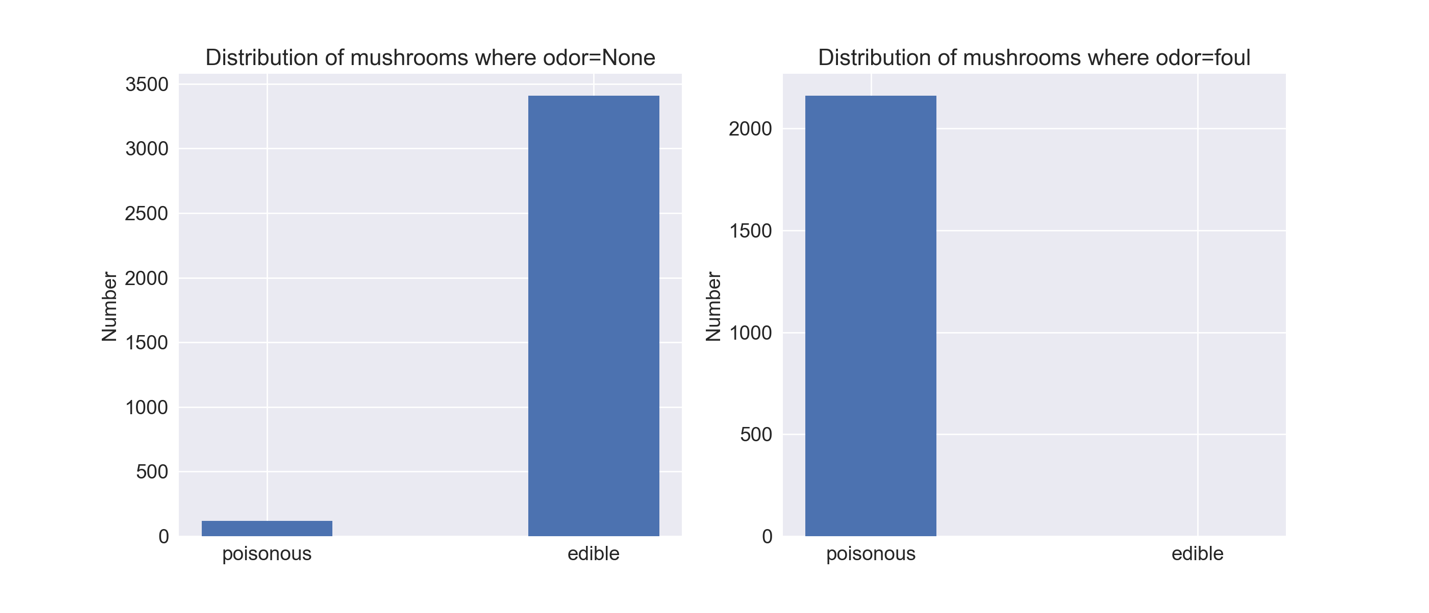 Distribution of mushrooms where odor=None
Number
3500
3000
2500
2000
1500
1000
500
0
poisonous edible
Distribution of mushrooms where odor=foul
Number
2000
1500
1000
500
0
poisonous edible